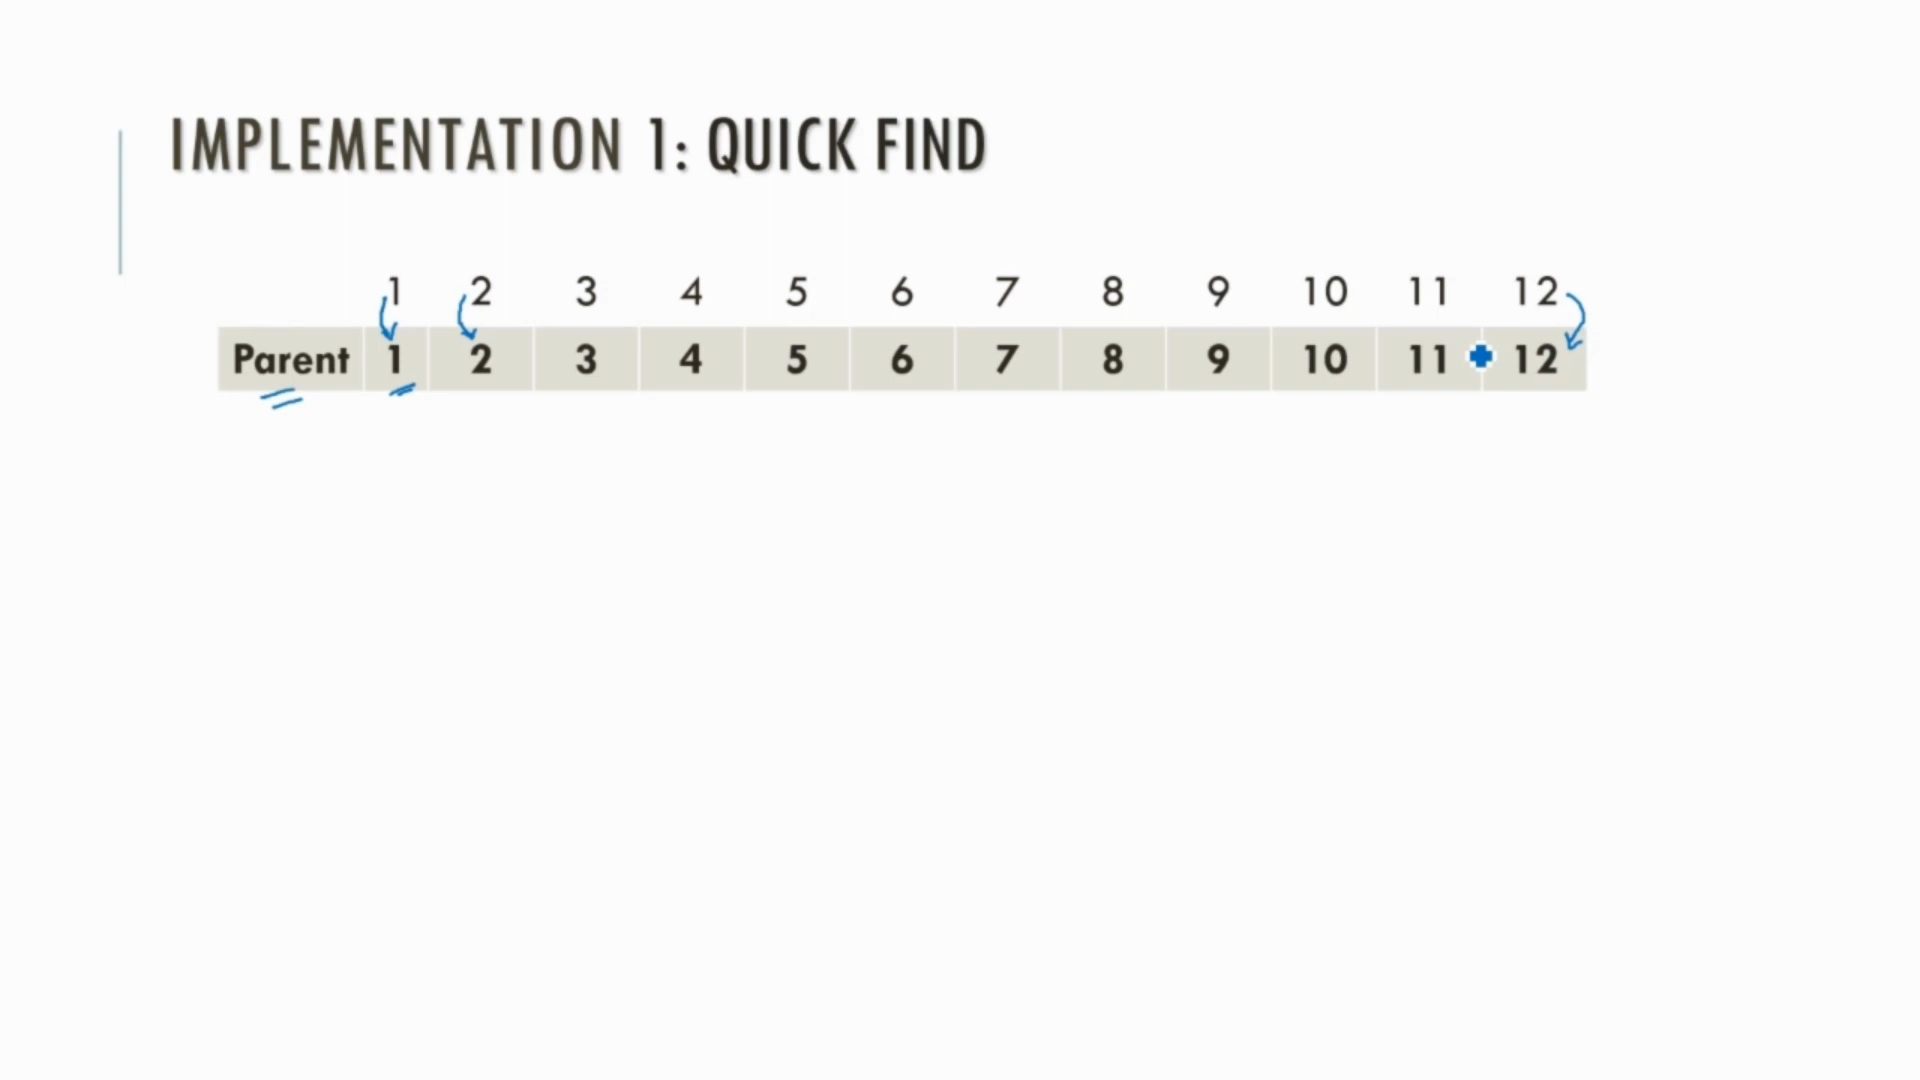 IMPLEMENTATION 1: QUICK FIND
1 2 3 4 5 6 7 8 9 10 11 12
Parent 1 2 3 4 5 6 7 8 9 10 11 12